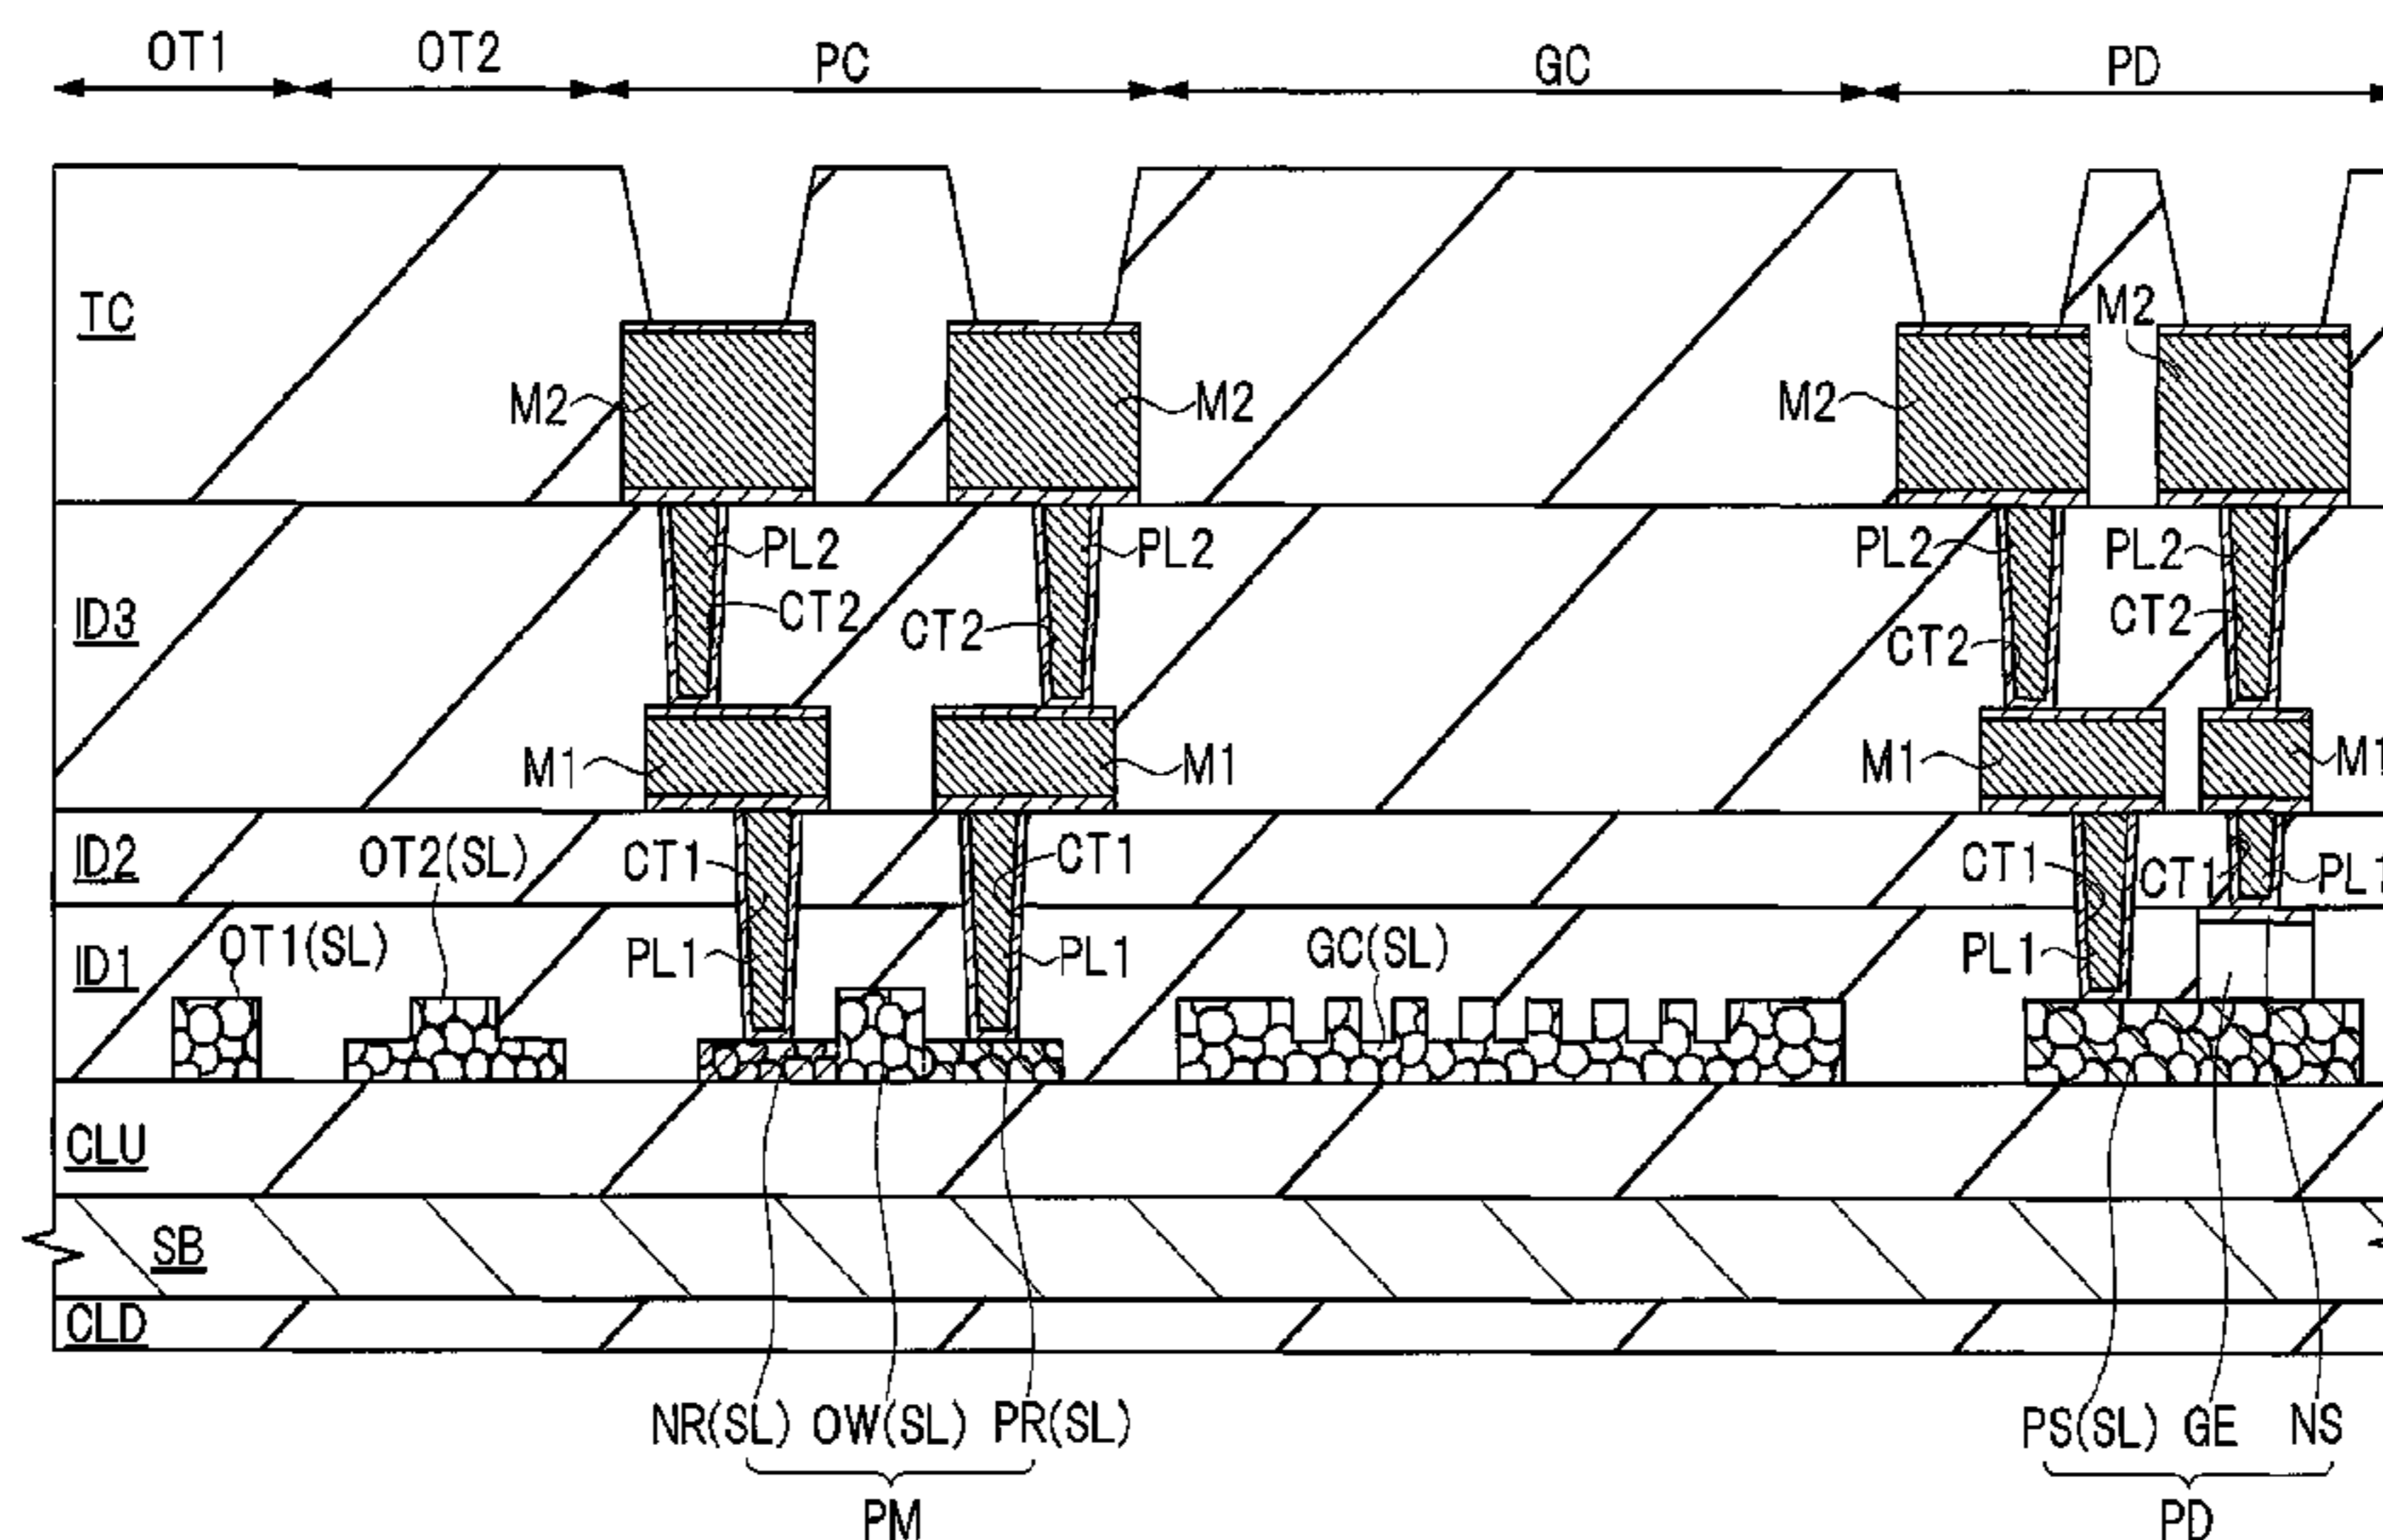 OT1 OT2 PC GC PD
TC
M2
M2 M2 M2
PL2 PL2 PL2 PL2
ID3 CT2 CT2 CT2 CT2
M1 M1 M1 M1
ID2 OT2(SL) CT1 CT1 CT1 CT1 PL1
ID1 OT1(SL) PL1 PL1 GC(SL) PL1
CLU
SB
CLD
NR(SL) OW(SL) PR(SL) PS(SL) GE NS
PM PD